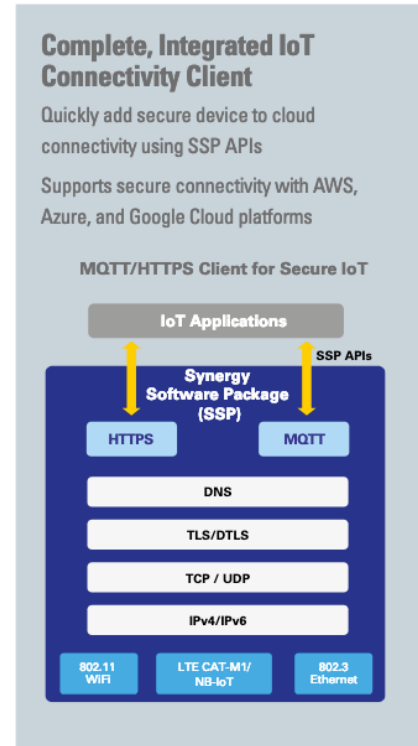 Complete, Integrated IoT
Connectivity Client
Quickly add secure device to cloud
connectivity using SSP APIs
Supports secure connectivity with AWS,
Azure, and Google Cloud platforms
MQTT/HTTPS Client for Secure IoT
IoT Applications
SSP APIs
Synergy
Software Package
(SSP)
HTTPS
MQTT
DNS
TLS/DTLS
TCP / UDP
IPv4/IPv6
802.11
WiFi
LTE CAT-M1/
NB-IoT
802.3
Ethernet